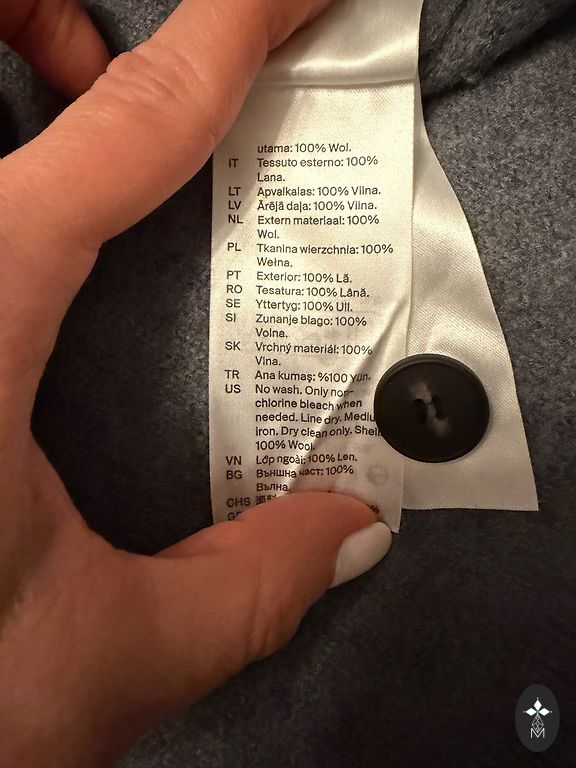 utama: 100% Wol.
IT Tessuto esterno: 100%
Lana.
LT Apvalkalas: 100% Vilna.
LV Ārējā daļa: 100% Vilna.
NL Extern materiaal: 100%
Wol.
PL Tkanina wierzchnia: 100%
Wełna.
PT Exterior: 100% Lã.
RO Tesatura: 100% Lână.
SE Yttertyg: 100% Ull.
SI Zunanje blago: 100%
Volna.
SK Vrchný materiál: 100%
Vlna.
TR Ana kumaş: %100 Yün.
US No wash. Only non-
chlorine bleach when
needed. Line dry.
iron. Dry clean only.
100% Wool.
VN Lớp ngoài: 100% Len.
BG Външна част: 100%
Вълна.
CHS
M